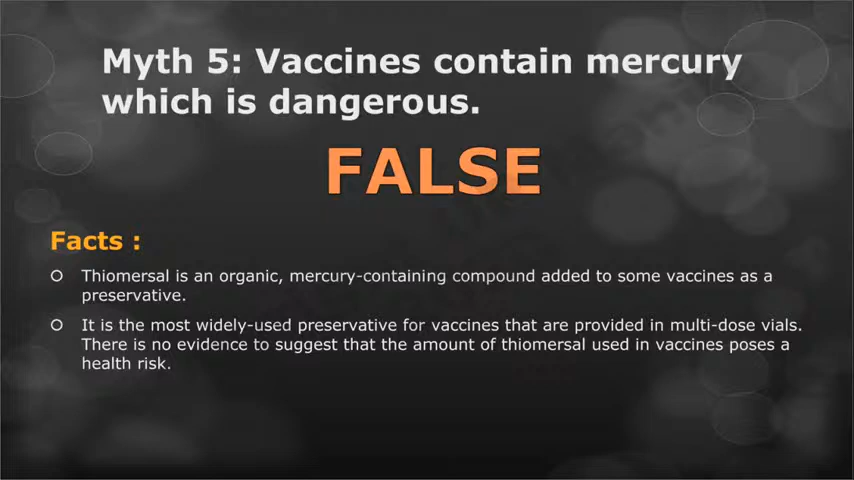 Myth 5: Vaccines contain mercury
which is dangerous.
FALSE
Facts :
Thiomersal is an organic, mercury-containing compound added to some vaccines as a
preservative.
It is the most widely-used preservative for vaccines that are provided in multi-dose vials.
There is no evidence to suggest that the amount of thiomersal used in vaccines poses a
health risk.